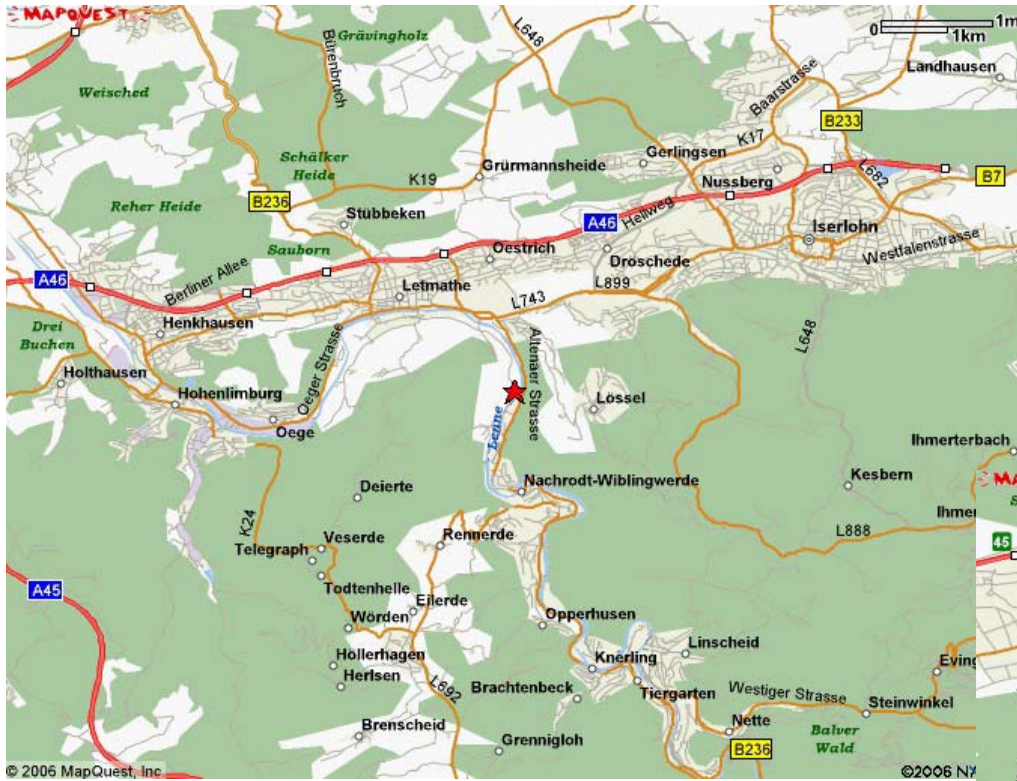 MAPQUEST
Grävingholz
L648
1m
0
1km
Landhausen
Weisched
Bürenbruch
Baarstrasse
B233
K17
Gerlingsen
Schälker
Heide
Grürmannsheide
K19
Nussberg
L682
B7
B236
Reher Heide
Stübbeken
Hellweg
A46
Iserlohn
Sauborn
Oestrich
Droschede
Westfalenstrasse
A46
Berliner Allee
Letmathe
L899
L743
Drei
Buchen
Henkhausen
Oeger Strasse
Altenaer Strasse
L648
Holthausen
Hohenlimburg
Oege
Lössel
Lenne
Ihmerterbach
Kesbern
MA
S
Deierte
Nachrodt-Wiblingwerde
Ihmer
K24
L888
Veserde
Rennerde
Telegraph
45
A45
Todtenhelle
Eilerde
Wörden
Opperhusen
Linscheid
Höllerhagen
Knerling
Eving
Herlsen
L692
Brachtenbeck
Tiergarten
Westiger Strasse
Steinwinkel
Brenscheid
Nette
Balver
Wald
Grennigloh
B236
© 2006 MapQuest, Inc
©2006 N